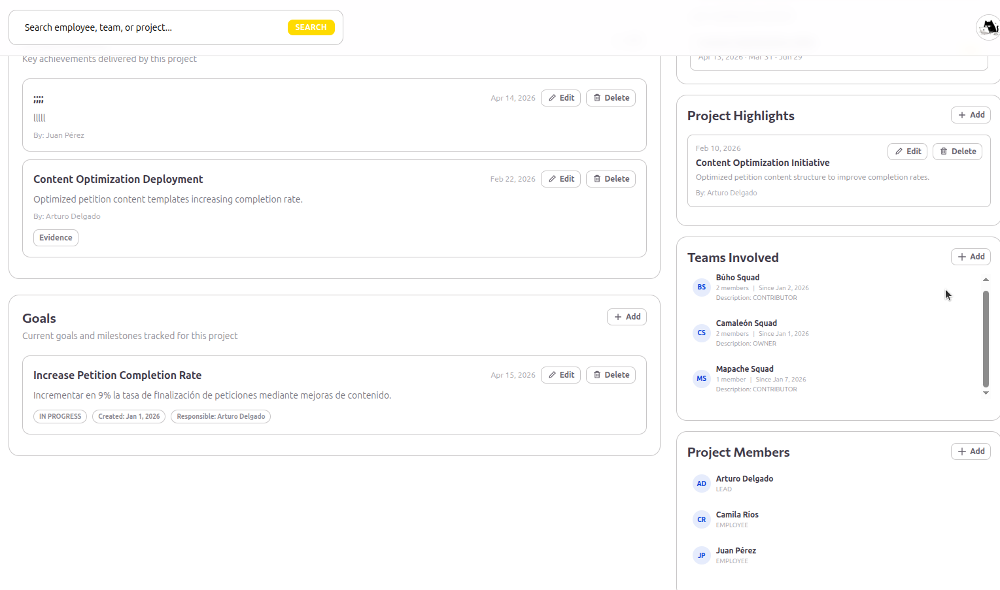 Search employee, team, or project...
SEARCH
Key achievements delivered by this project
;;;;
Apr 14, 2026
Edit
Delete
lllll
By: Juan Pérez
Content Optimization Deployment
Feb 22, 2026
Edit
Delete
Optimized petition content templates increasing completion rate.
By: Arturo Delgado
Evidence
Goals
Add
Current goals and milestones tracked for this project
Increase Petition Completion Rate
Apr 15, 2026
Edit
Delete
Incrementar en 9% la tasa de finalización de peticiones mediante mejoras de contenido.
IN PROGRESS
Created: Jan 1, 2026
Responsible: Arturo Delgado
Apr 13, 2026 · Mar 31 - Jun 29
Project Highlights
Add
Feb 10, 2026
Edit
Delete
Content Optimization Initiative
Optimized petition content structure to improve completion rates.
By: Arturo Delgado
Teams Involved
Add
BS
Búho Squad
2 members | Since Jan 2, 2026
Description: CONTRIBUTOR
CS
Camaleón Squad
2 members | Since Jan 1, 2026
Description: OWNER
MS
Mapache Squad
1 member | Since Jan 7, 2026
Description: CONTRIBUTOR
Project Members
Add
AD
Arturo Delgado
LEAD
CR
Camila Ríos
EMPLOYEE
JP
Juan Pérez
EMPLOYEE